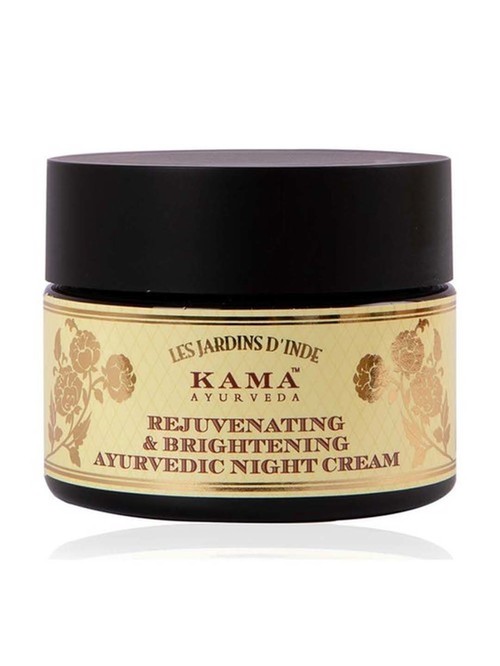 LES JARDINS D'INDE
KAMA™
AYURVEDA
REJUVENATING
& BRIGHTENING
AYURVEDIC NIGHT CREAM